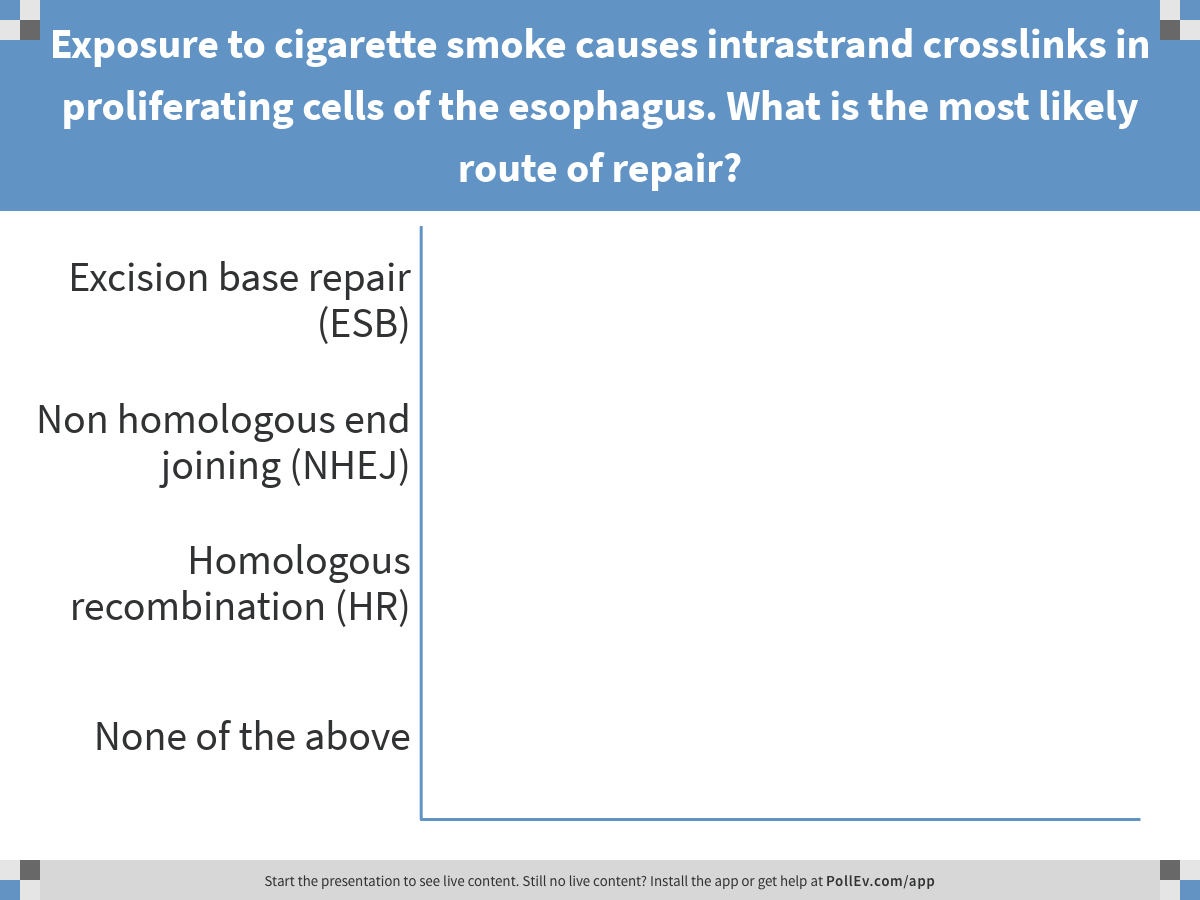 Exposure to cigarette smoke causes intrastrand crosslinks in
proliferating cells of the esophagus. What is the most likely
route of repair?
Excision base repair
(ESB)
Non homologous end
joining (NHEJ)
Homologous
recombination (HR)
None of the above
Start the presentation to see live content. Still no live content? Install the app or get help at PollEv.com/app